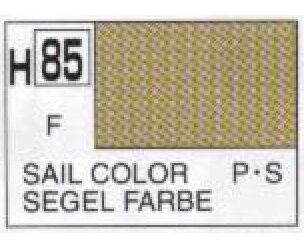 H 85
F
SAIL COLOR P·S
SEGEL FARBE